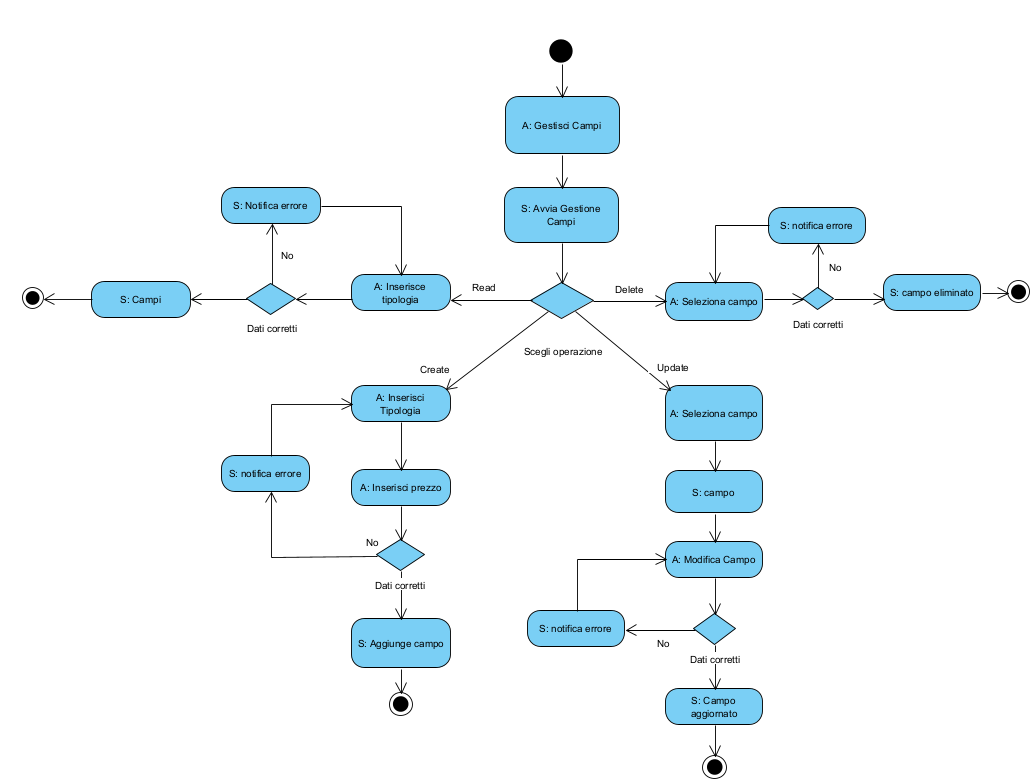 A: Gestisci Campi
S: Avvia Gestione
Campi
S: Notifica errore
No
S: Campi
Dati corretti
A: Inserisce
tipologia
Read
Scegli operazione
Delete
A: Seleziona campo
S: notifica errore
No
Dati corretti
S: campo eliminato
Create
A: Inserisci
Tipologia
S: notifica errore
A: Inserisci prezzo
No
Dati corretti
S: Aggiunge campo
Update
A: Seleziona campo
S: campo
A: Modifica Campo
S: notifica errore
No
Dati corretti
S: Campo
aggiornato